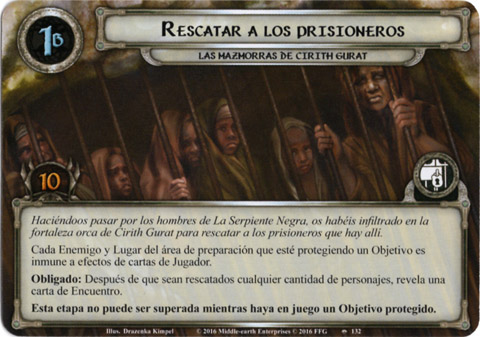 1B
RESCATAR A LOS PRISIONEROS
LAS MAZMORRAS DE CIRITH GURAT
10
Haciéndoos pasar por los hombres de La Serpiente Negra, os habéis infiltrado en la
fortaleza orca de Cirith Gurat para rescatar a los prisioneros que hay allí.
Cada Enemigo y Lugar del área de preparación que esté protegiendo un Objetivo es
inmune a efectos de cartas de Jugador.
Obligado: Después de que sean rescatados cualquier cantidad de personajes, revela una
carta de Encuentro.
Esta etapa no puede ser superada mientras haya en juego un Objetivo protegido.
Illus. Drazenka Kimpel © 2016 Middle-earth Enterprises © 2016 FFG 132